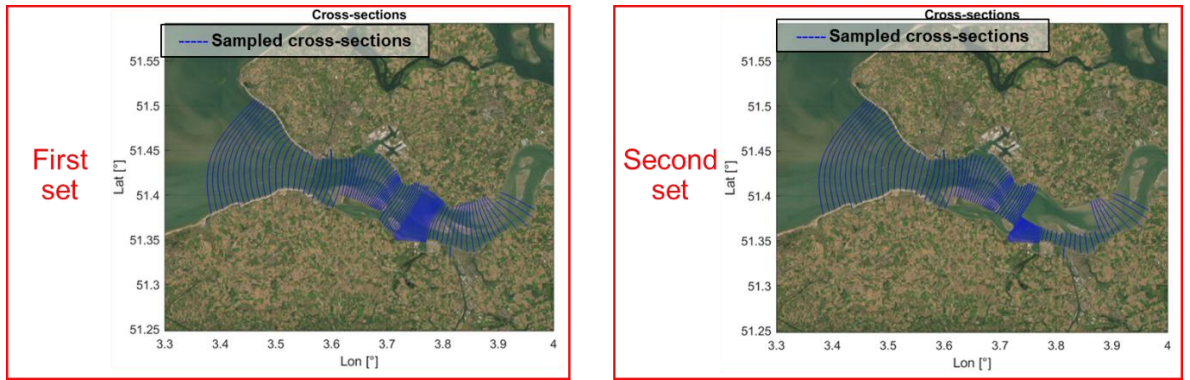 Cross-sections
----- Sampled cross-sections
First
set
Lat [°]
51.55
51.5
51.45
51.4
51.35
51.3
51.25
3.3 3.4 3.5 3.6 3.7 3.8 3.9 4
Lon [°]
Cross-sections
----- Sampled cross-sections
Second
set
Lat [°]
51.55
51.5
51.45
51.4
51.35
51.3
51.25
3.3 3.4 3.5 3.6 3.7 3.8 3.9 4
Lon [°]